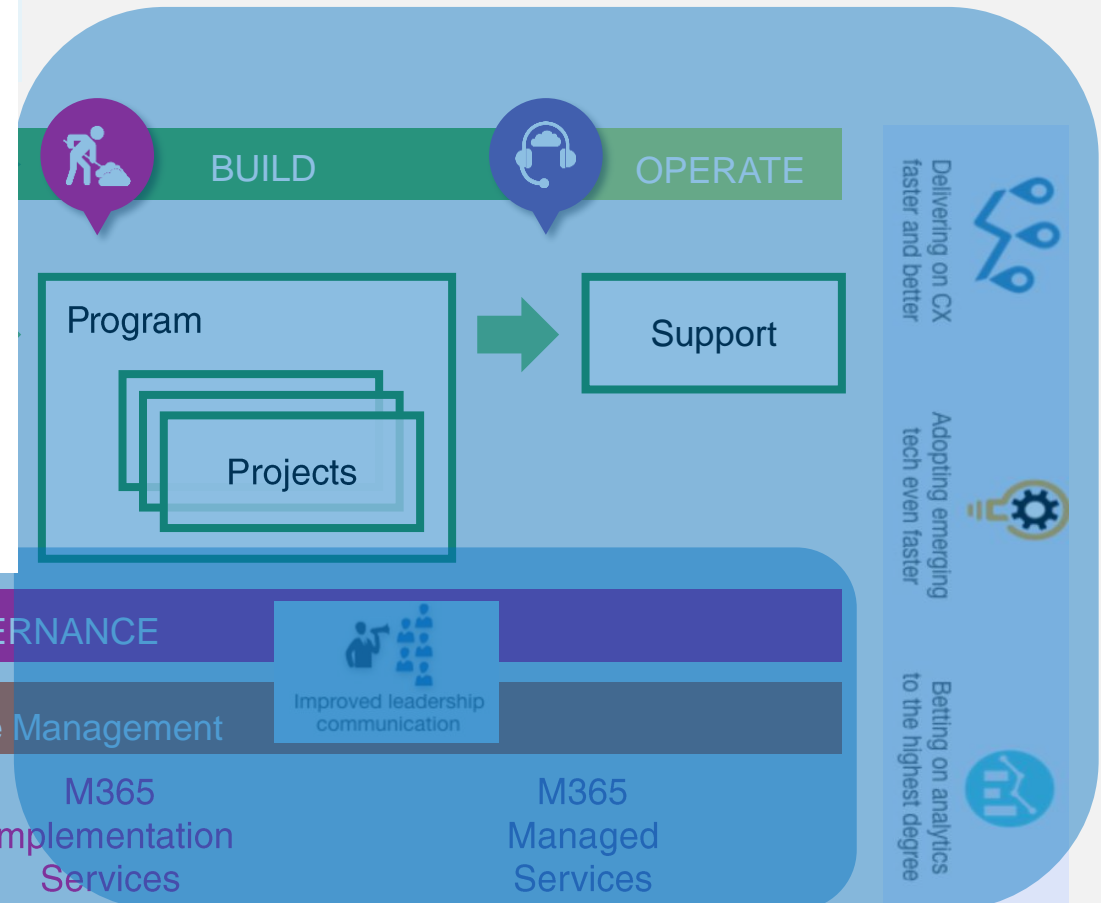 BUILD
OPERATE
Program
Projects
Support
Delivering on CX
faster and better
Adopting emerging
tech even faster
Betting on analytics
to the highest degree
ERNANCE
Improved leadership
communication
e Management
M365
mplementation
Services
M365
Managed
Services